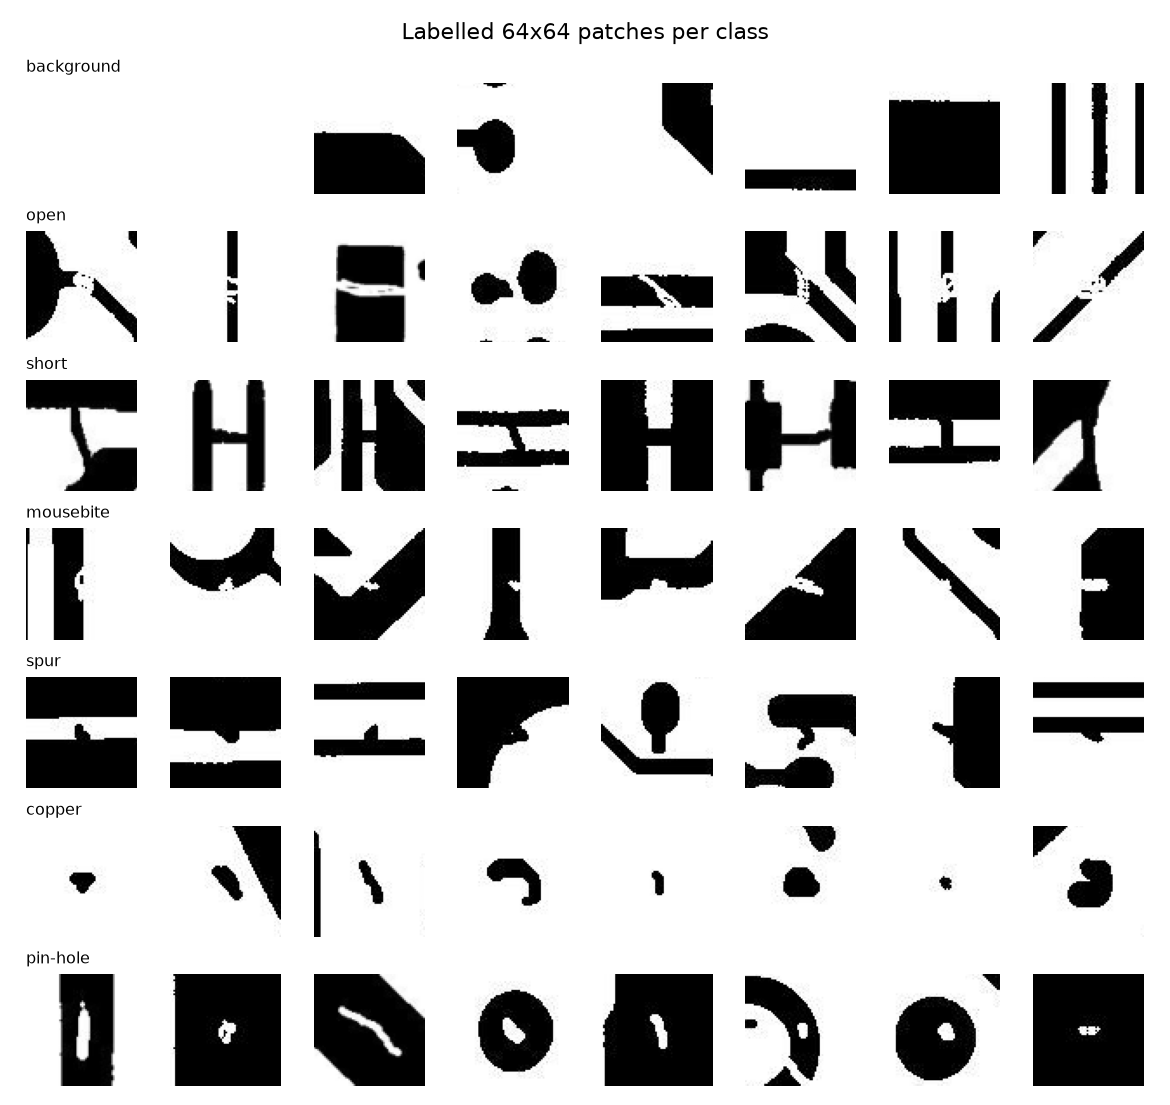 Labelled 64x64 patches per class
background
open
short
mousebite
spur
copper
pin-hole